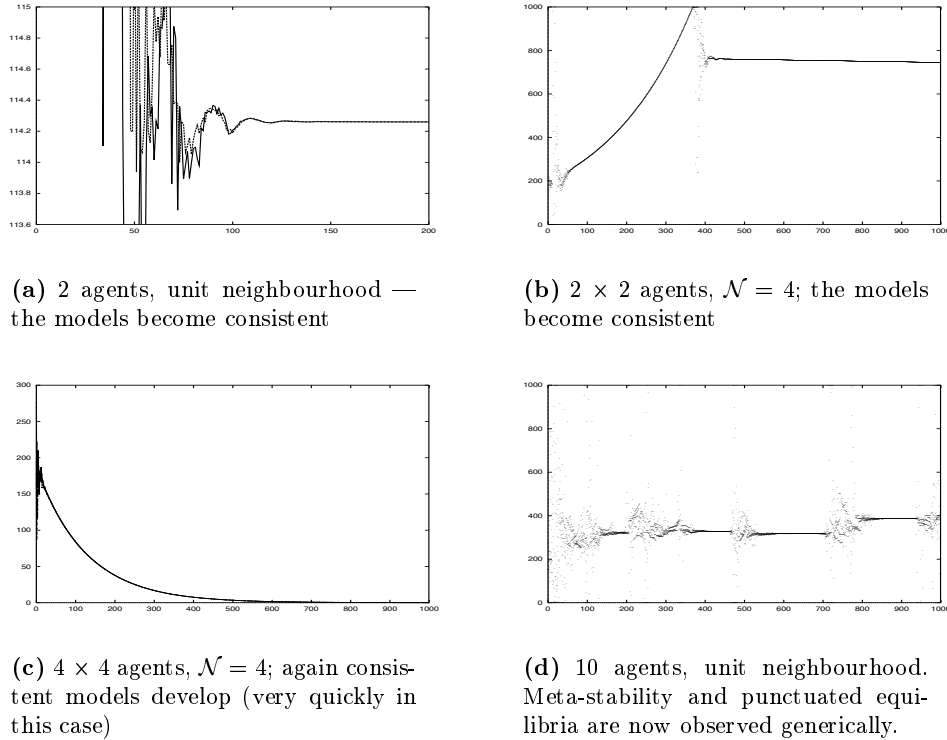 115
114.8
114.6
114.4
114.2
114
113.8
113.6
0 50 100 150 200
(a) 2 agents, unit neighbourhood —
the models become consistent
1000
800
600
400
200
0
0 100 200 300 400 500 600 700 800 900 1000
(b) 2 × 2 agents, 𝒩 = 4; the models
become consistent
300
250
200
150
100
50
0
0 100 200 300 400 500 600 700 800 900 1000
(c) 4 × 4 agents, 𝒩 = 4; again consis-
tent models develop (very quickly in
this case)
1000
800
600
400
200
0
0 100 200 300 400 500 600 700 800 900 1000
(d) 10 agents, unit neighbourhood.
Meta-stability and punctuated equi-
libria are now observed generically.